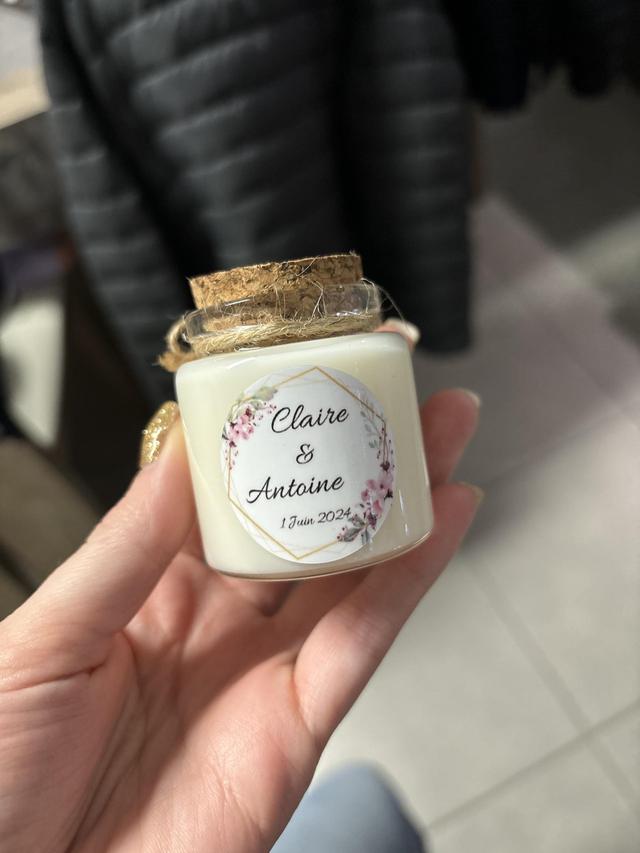 Claire
&
Antoine
1 Juin 2024